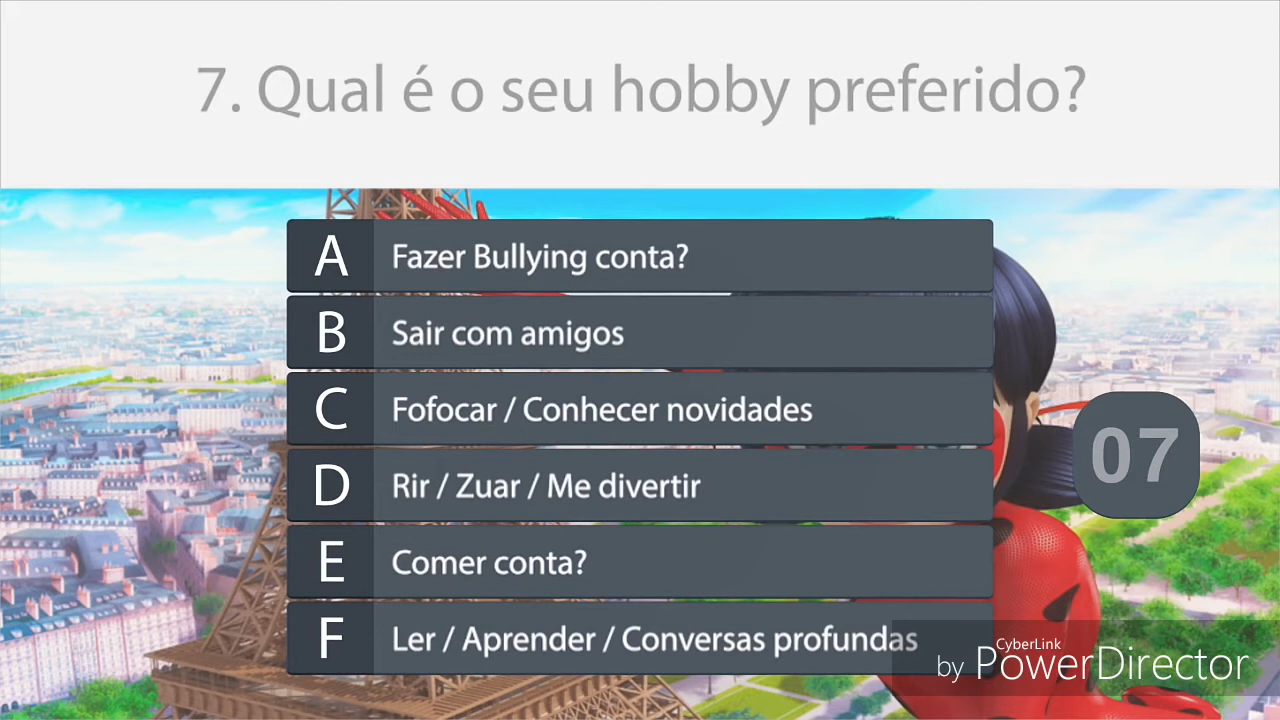 7. Qual é o seu hobby preferido?
A Fazer Bullying conta?
B Sair com amigos
C Fofocar / Conhecer novidades
D Rir / Zuar / Me divertir
07
E Comer conta?
F Ler / Aprender / Conversas profundas
CyberLink
by PowerDirector